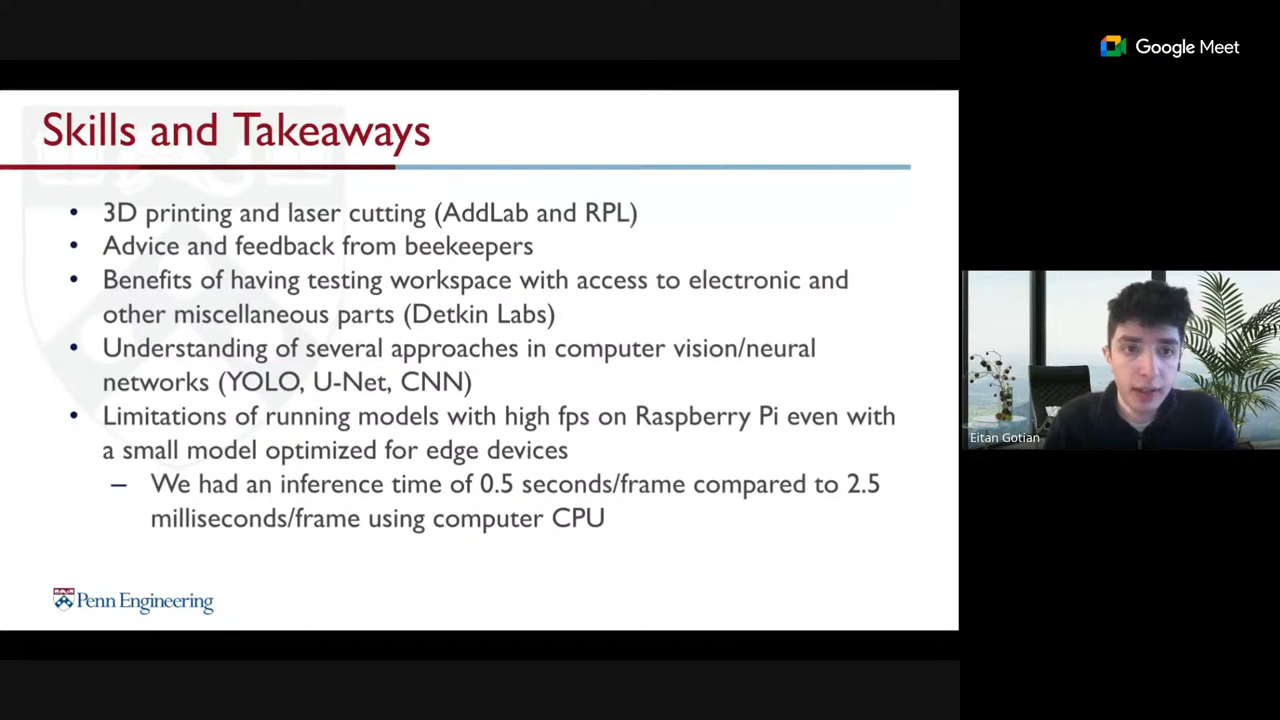 Google Meet
Skills and Takeaways
• 3D printing and laser cutting (AddLab and RPL)
• Advice and feedback from beekeepers
• Benefits of having testing workspace with access to electronic and
other miscellaneous parts (Detkin Labs)
• Understanding of several approaches in computer vision/neural
networks (YOLO, U-Net, CNN)
• Limitations of running models with high fps on Raspberry Pi even with
a small model optimized for edge devices
– We had an inference time of 0.5 seconds/frame compared to 2.5
milliseconds/frame using computer CPU
Eitan Gotian
Penn Engineering